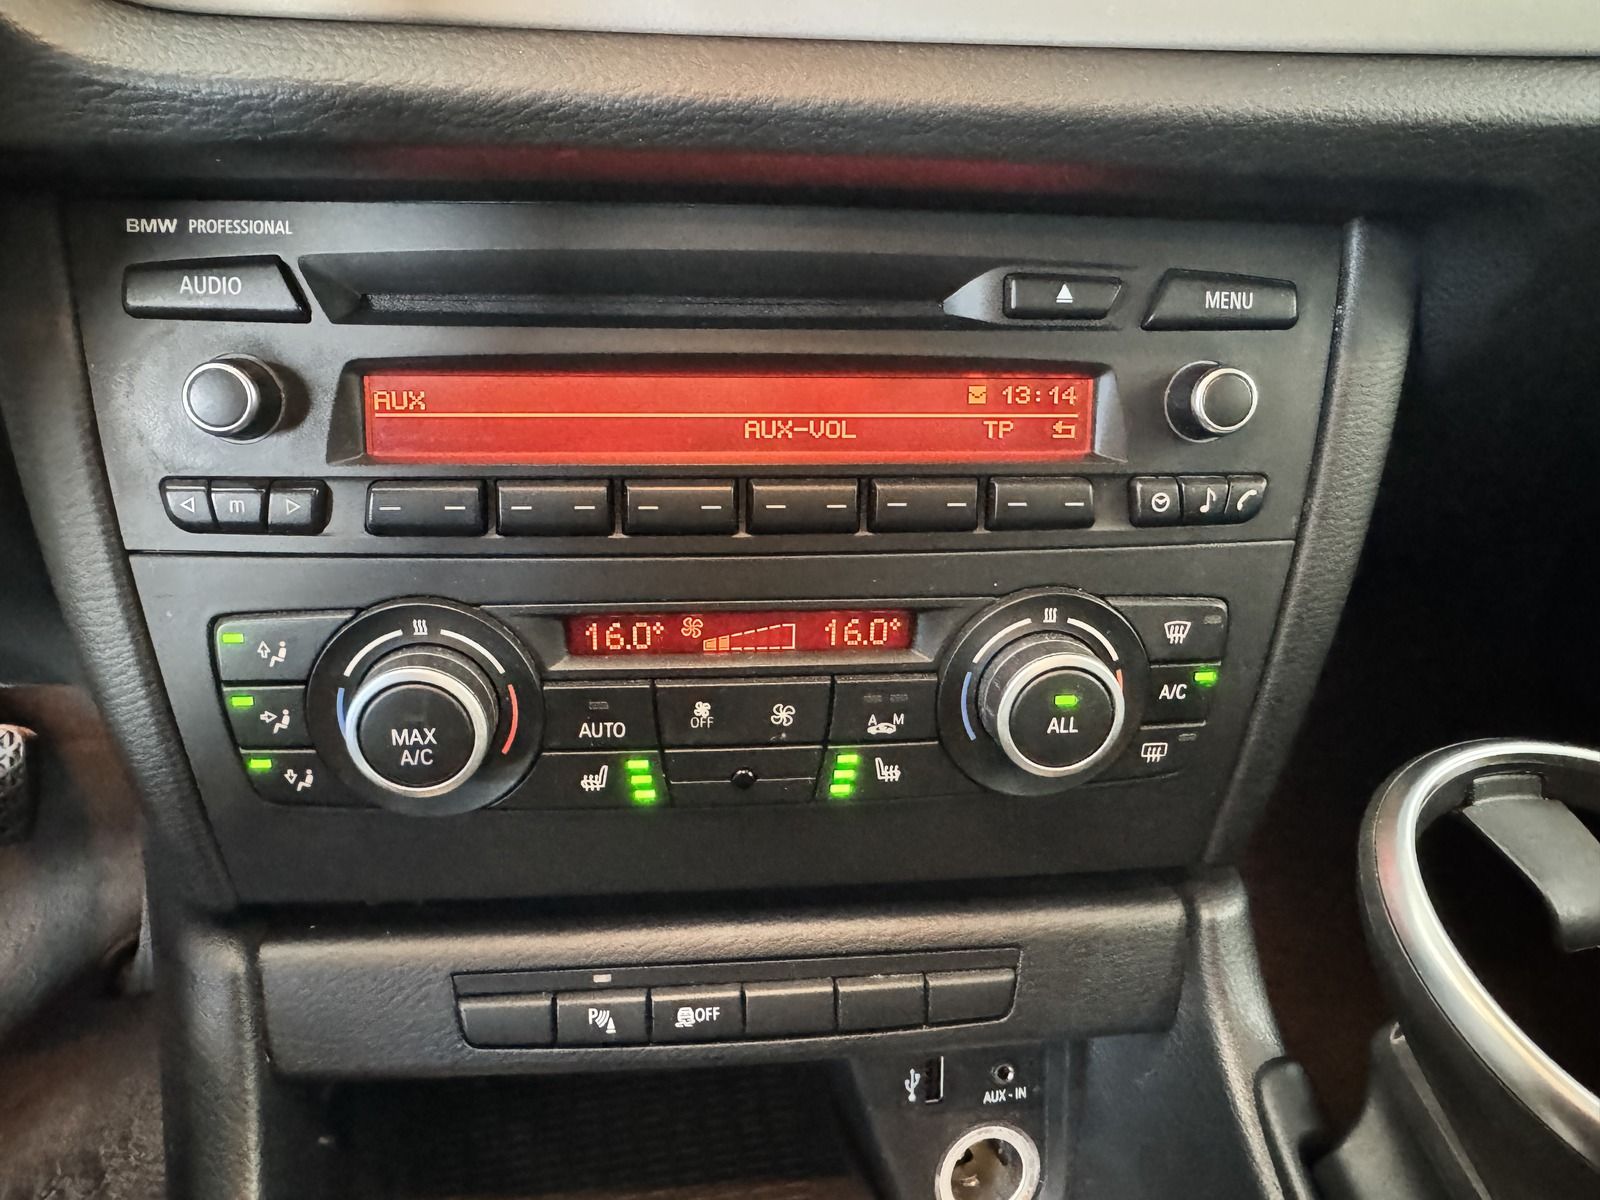 BMW PROFESSIONAL
AUDIO
MENU
AUX 13:14
AUX-VOL TP
m
16.0° 16.0°
MAX
A/C
AUTO
OFF
A M
ALL
A/C
P
OFF
AUX-IN